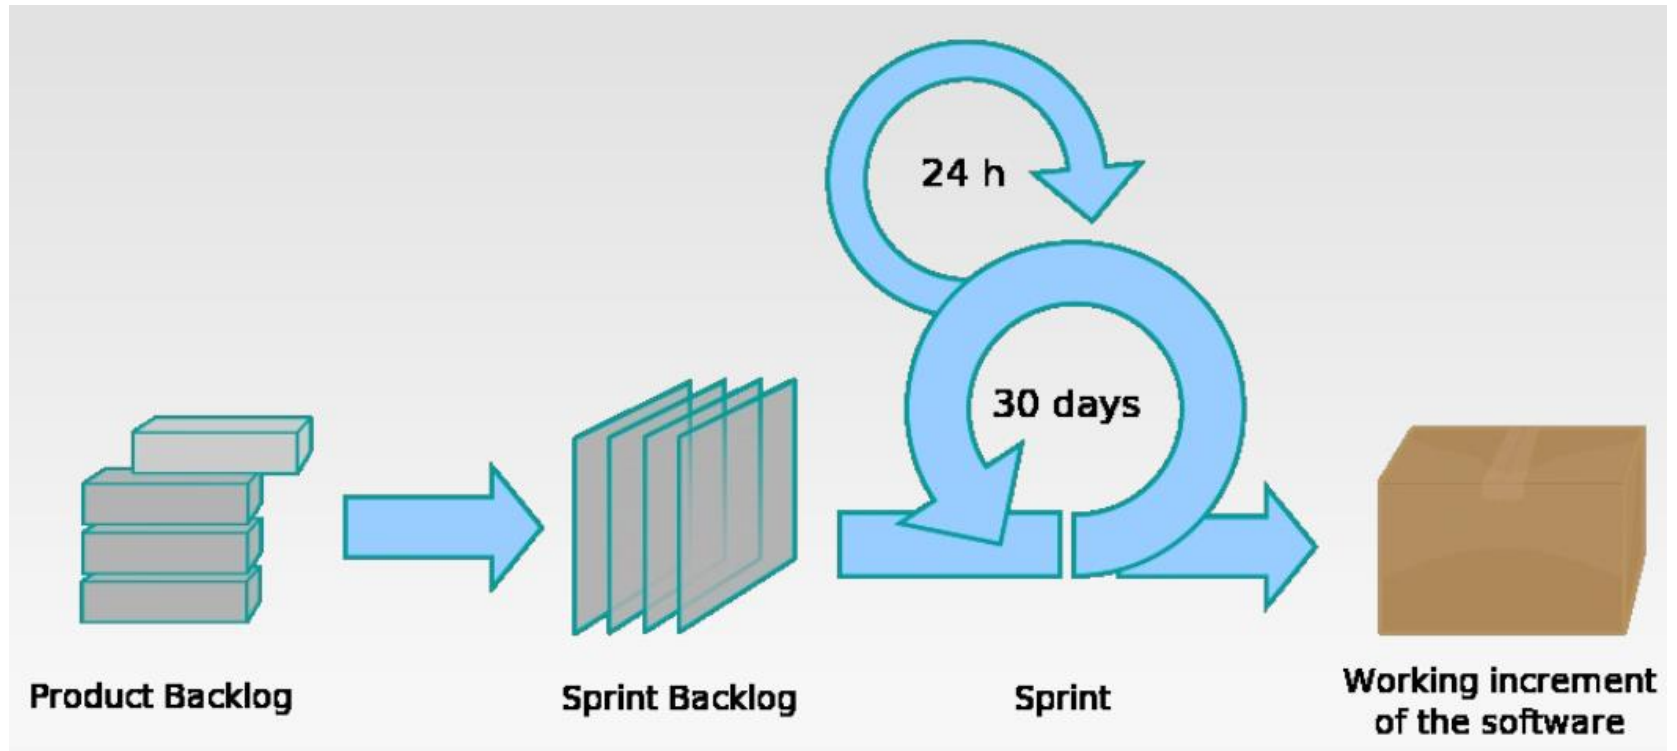 24 h
30 days
Product Backlog
Sprint Backlog
Sprint
Working increment
of the software